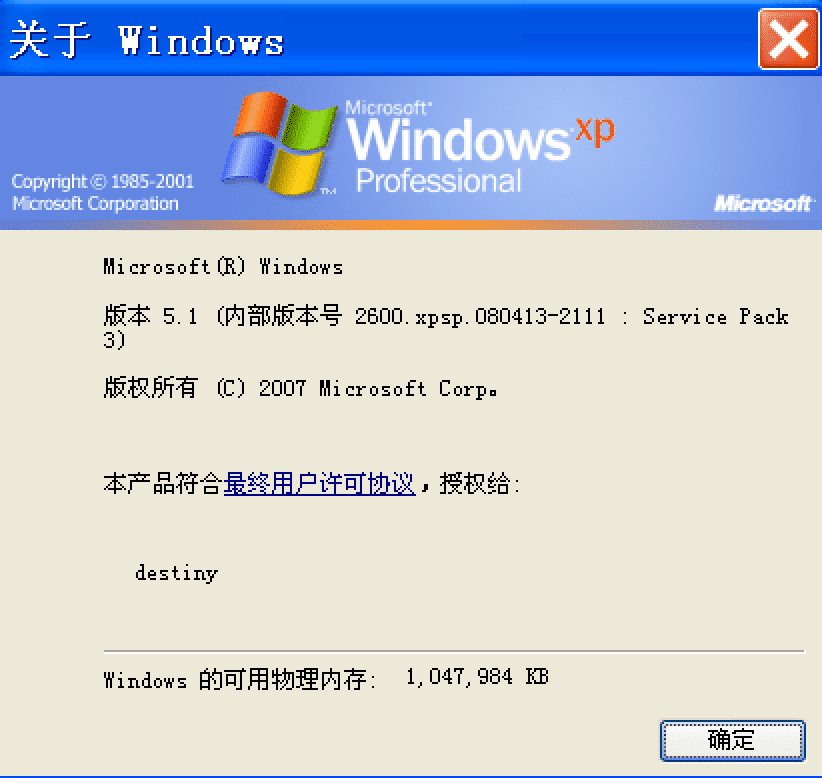 关于 Windows
Microsoft®
Windows xp
Professional
Copyright © 1985-2001
Microsoft Corporation
Microsoft
Microsoft(R) Windows
版本 5.1 (内部版本号 2600.xpsp.080413-2111 : Service Pack
3)
版权所有 (C) 2007 Microsoft Corp。
本产品符合最终用户许可协议，授权给:
destiny
Windows 的可用物理内存: 1,047,984 KB
确定